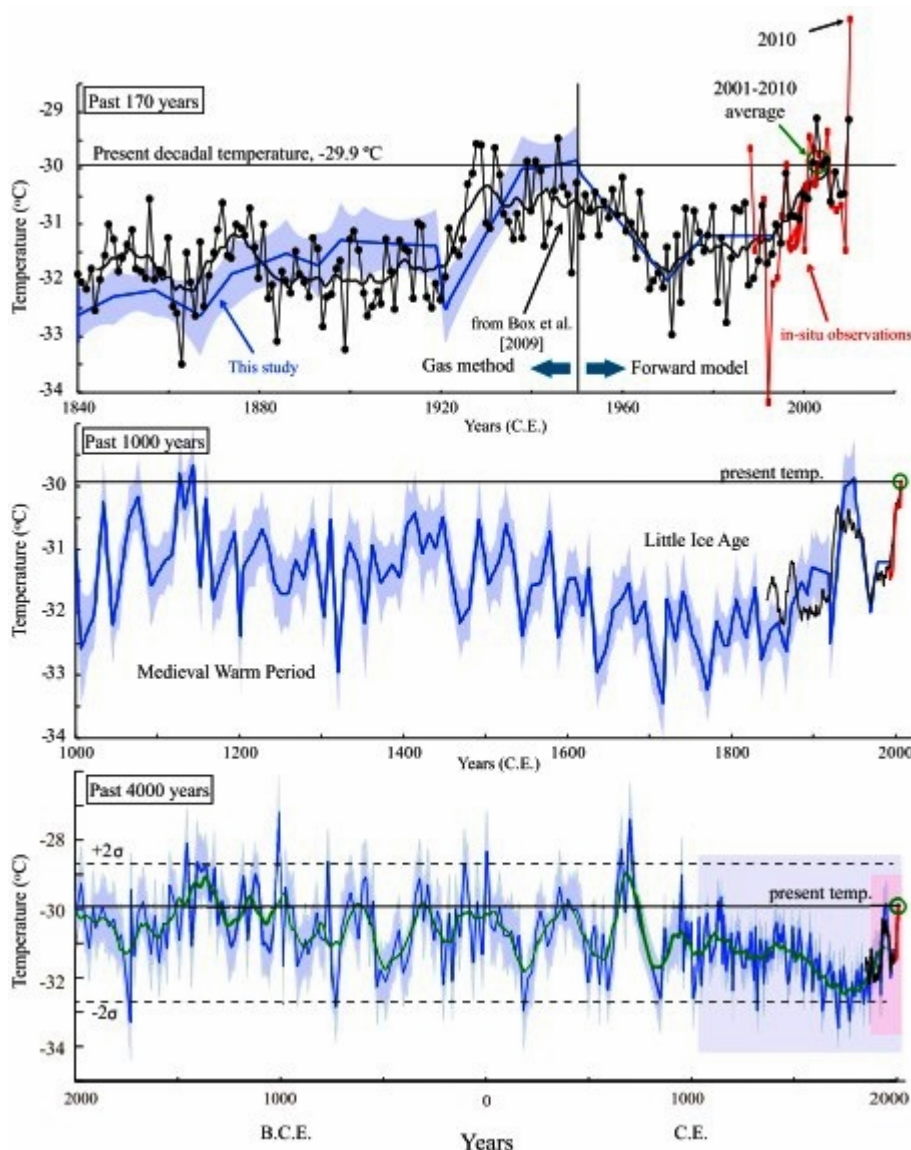 2010
Past 170 years
2001-2010
average
-29
Present decadal temperature, -29.9 °C
-30
-31
-32
-33
-34
Temperature (°C)
from Box et al.
[2009]
in-situ observations
This study
Gas method
Forward model
1840
1880
1920
1960
2000
Years (C.E.)
Past 1000 years
present temp.
-30
-31
-32
-33
-34
Temperature (°C)
Little Ice Age
Medieval Warm Period
1000
1200
1400
1600
1800
2000
Years (C.E.)
Past 4000 years
-28
+2σ
present temp.
-30
-32
-2σ
-34
Temperature (°C)
2000
1000
0
1000
2000
B.C.E.
Years
C.E.